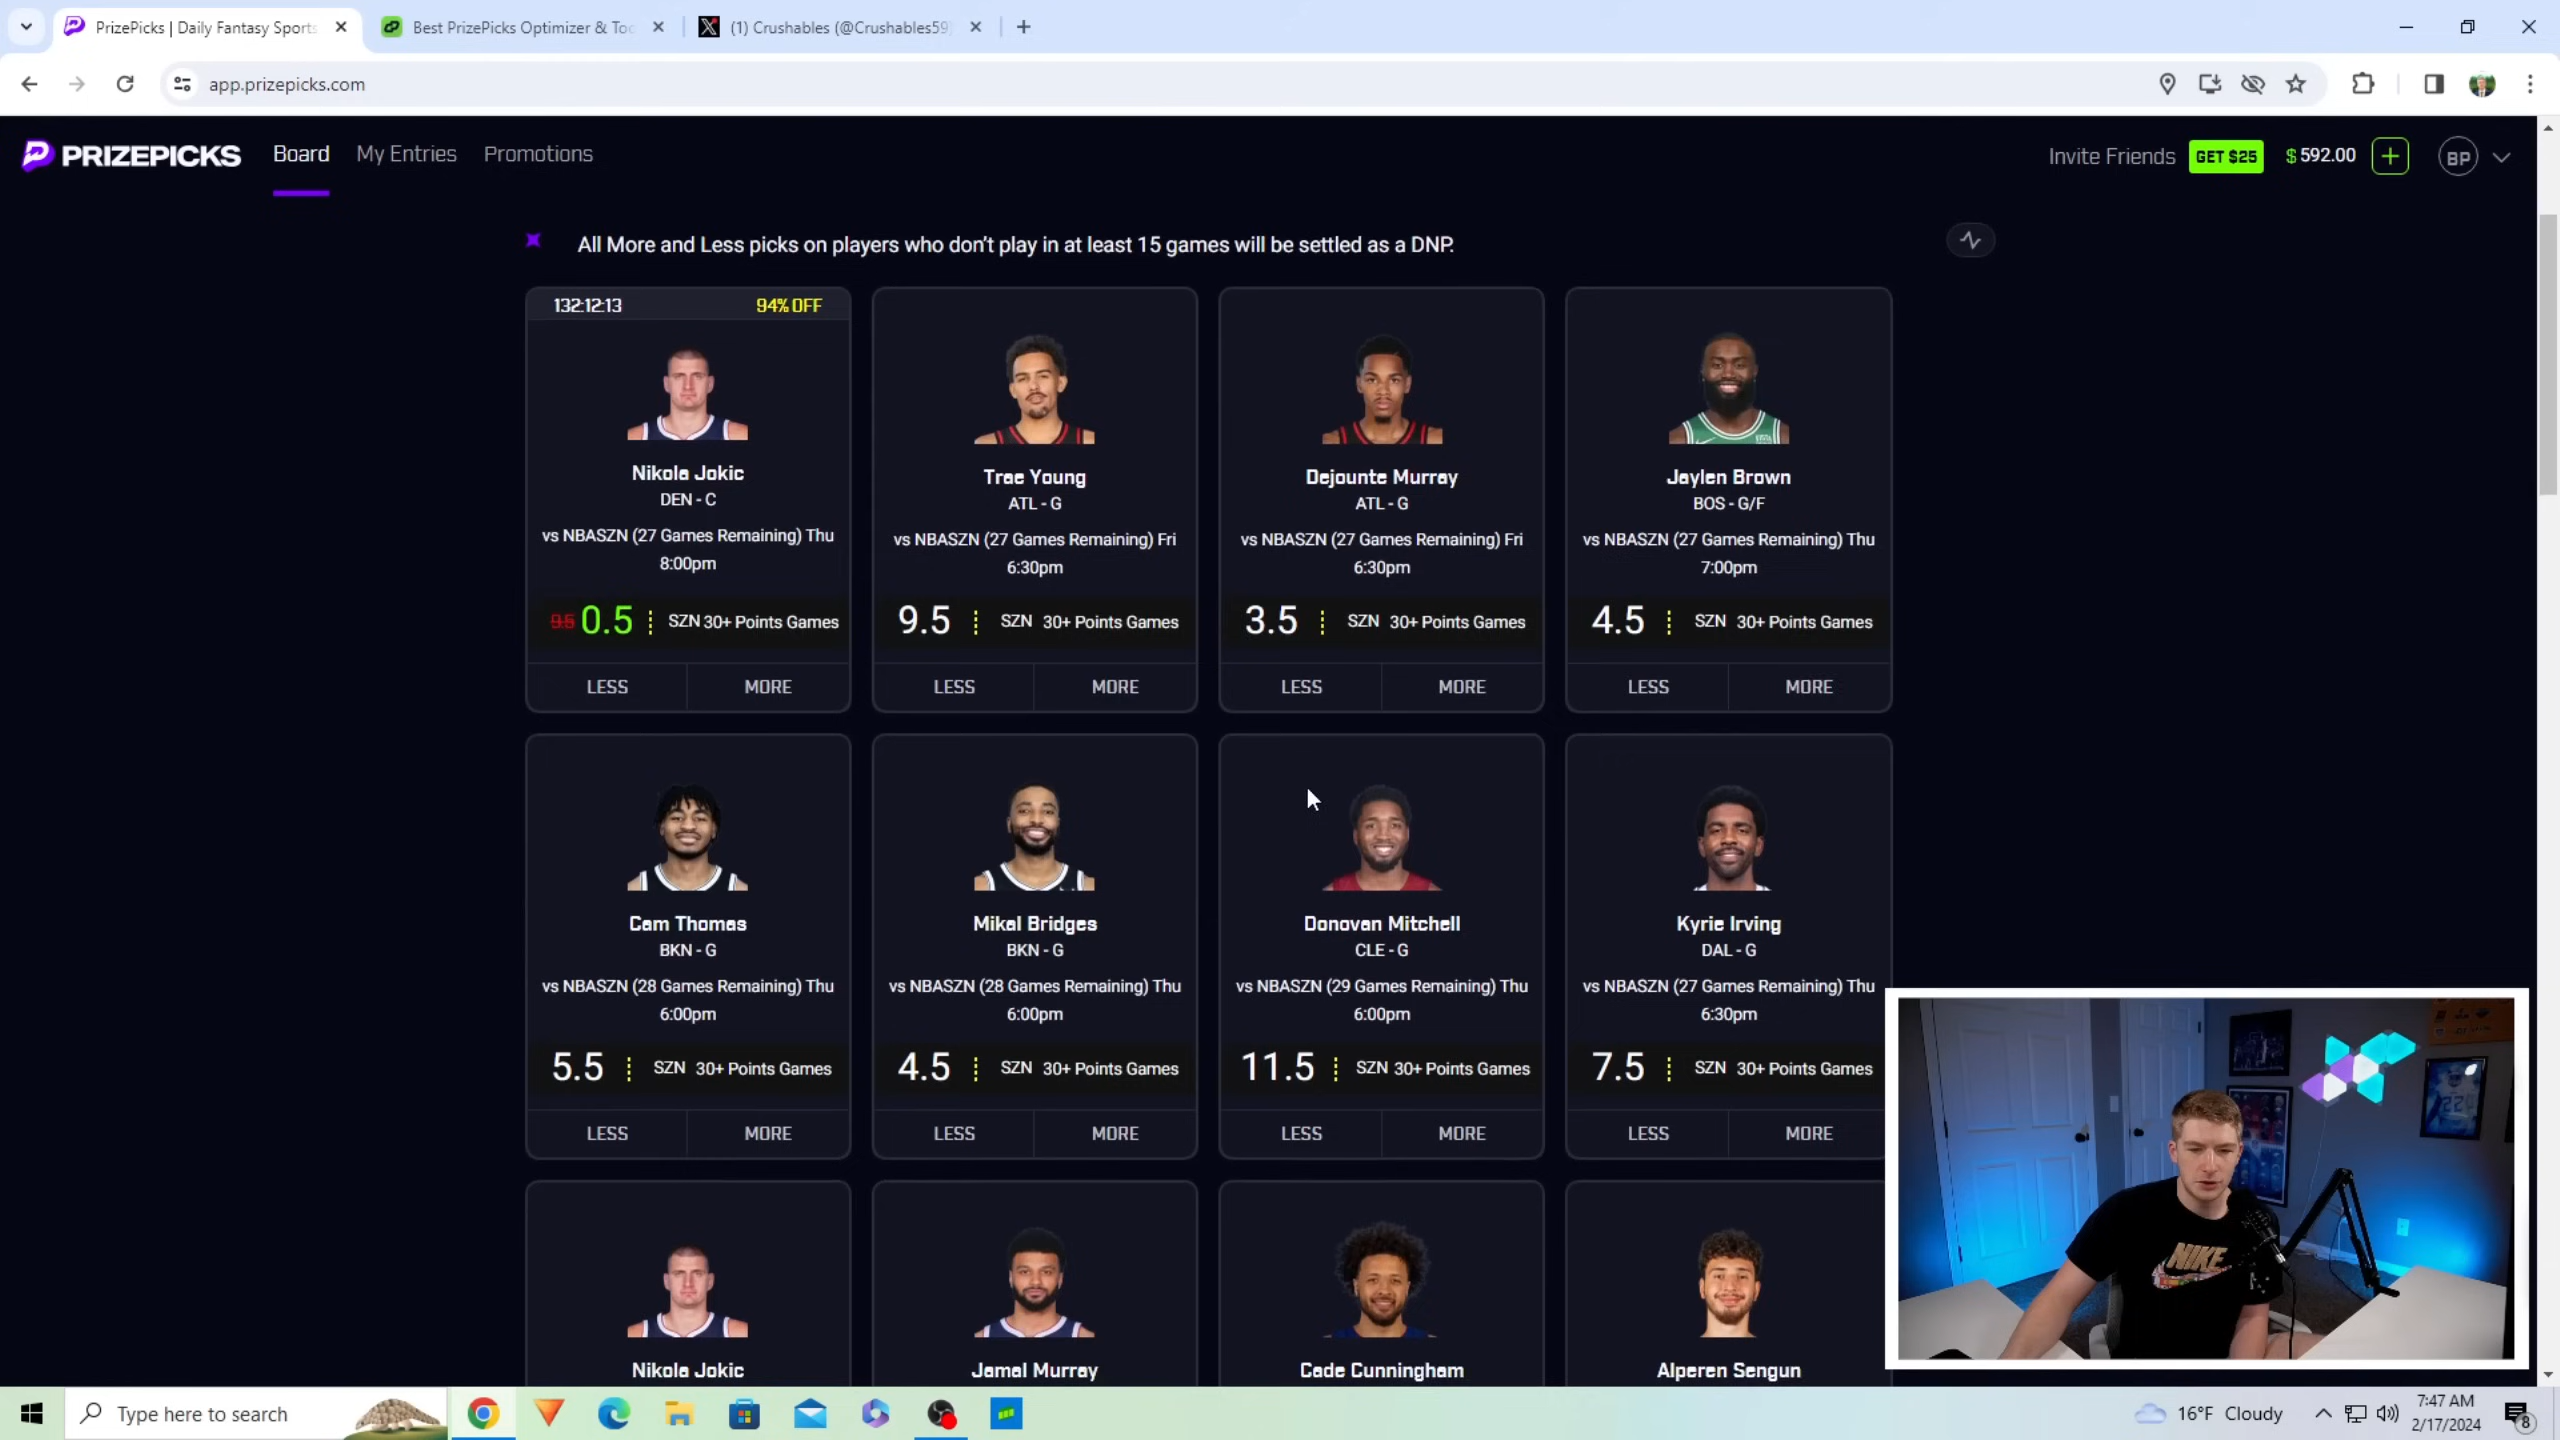 PrizePicks | Daily Fantasy Sports
Best PrizePicks Optimizer & Too
(1) Crushables (@Crushables59)
app.prizepicks.com
PRIZEPICKS
Board
My Entries
Promotions
Invite Friends
GET $25
$592.00
BP
All More and Less picks on players who don't play in at least 15 games will be settled as a DNP.
132:12:13
94% OFF
Nikola Jokic
DEN - C
vs NBASZN (27 Games Remaining) Thu
8:00pm
9.5 0.5 SZN 30+ Points Games
LESS MORE
Trae Young
ATL - G
vs NBASZN (27 Games Remaining) Fri
6:30pm
9.5 SZN 30+ Points Games
LESS MORE
Dejounte Murray
ATL - G
vs NBASZN (27 Games Remaining) Fri
6:30pm
3.5 SZN 30+ Points Games
LESS MORE
Jaylen Brown
BOS - G/F
vs NBASZN (27 Games Remaining) Thu
7:00pm
4.5 SZN 30+ Points Games
LESS MORE
Cam Thomas
BKN - G
vs NBASZN (28 Games Remaining) Thu
6:00pm
5.5 SZN 30+ Points Games
LESS MORE
Mikal Bridges
BKN - G
vs NBASZN (28 Games Remaining) Thu
6:00pm
4.5 SZN 30+ Points Games
LESS MORE
Donovan Mitchell
CLE - G
vs NBASZN (29 Games Remaining) Thu
6:00pm
11.5 SZN 30+ Points Games
LESS MORE
Kyrie Irving
DAL - G
vs NBASZN (27 Games Remaining) Thu
6:30pm
7.5 SZN 30+ Points Games
LESS MORE
Nikola Jokic
Jamal Murray
Cade Cunningham
Alperen Sengun
NIKE
22
Type here to search
16°F Cloudy
7:47 AM
2/17/2024
8